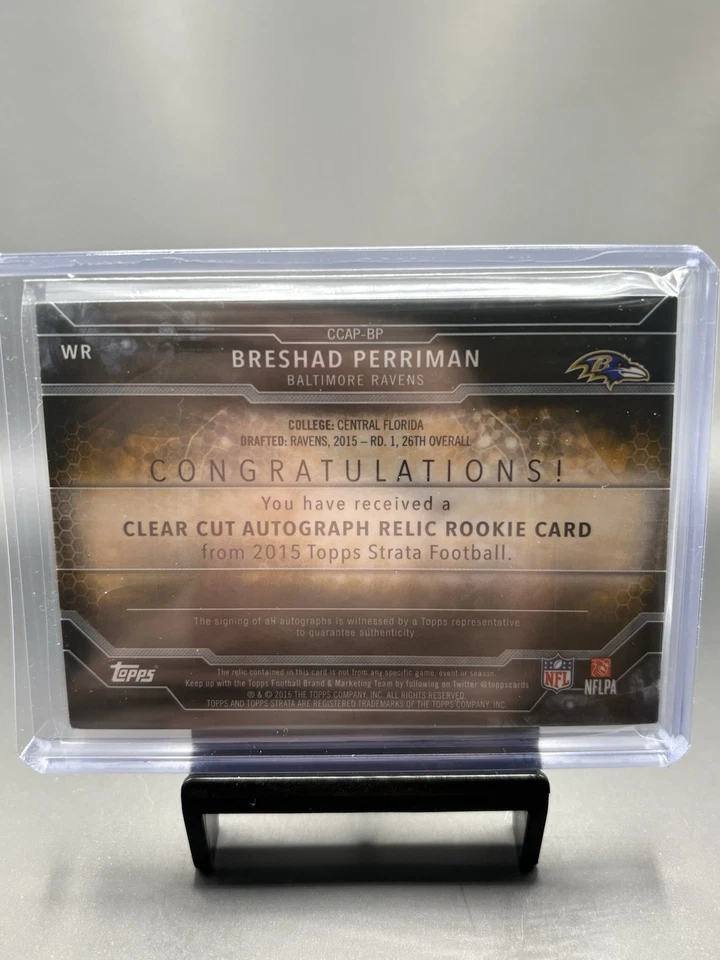 CCAP-BP
WR
BRESHAD PERRIMAN
B
BALTIMORE RAVENS
COLLEGE: CENTRAL FLORIDA
DRAFTED: RAVENS, 2015 – RD. 1, 26TH OVERALL
CONGRATULATIONS!
You have received a
CLEAR CUT AUTOGRAPH RELIC ROOKIE CARD
from 2015 Topps Strata Football.
The signing of all autographs is witnessed by a Topps representative
to guarantee authenticity
Topps
The relic contained in this card is not from any specific game, event or season.
Keep up with the Topps Football Brand & Marketing Team by following on Twitter @toppscards
® & © 2016 THE TOPPS COMPANY, INC. ALL RIGHTS RESERVED.
TOPPS AND TOPPS STRATA ARE REGISTERED TRADEMARKS OF THE TOPPS COMPANY, INC.
NFL
NFLPA